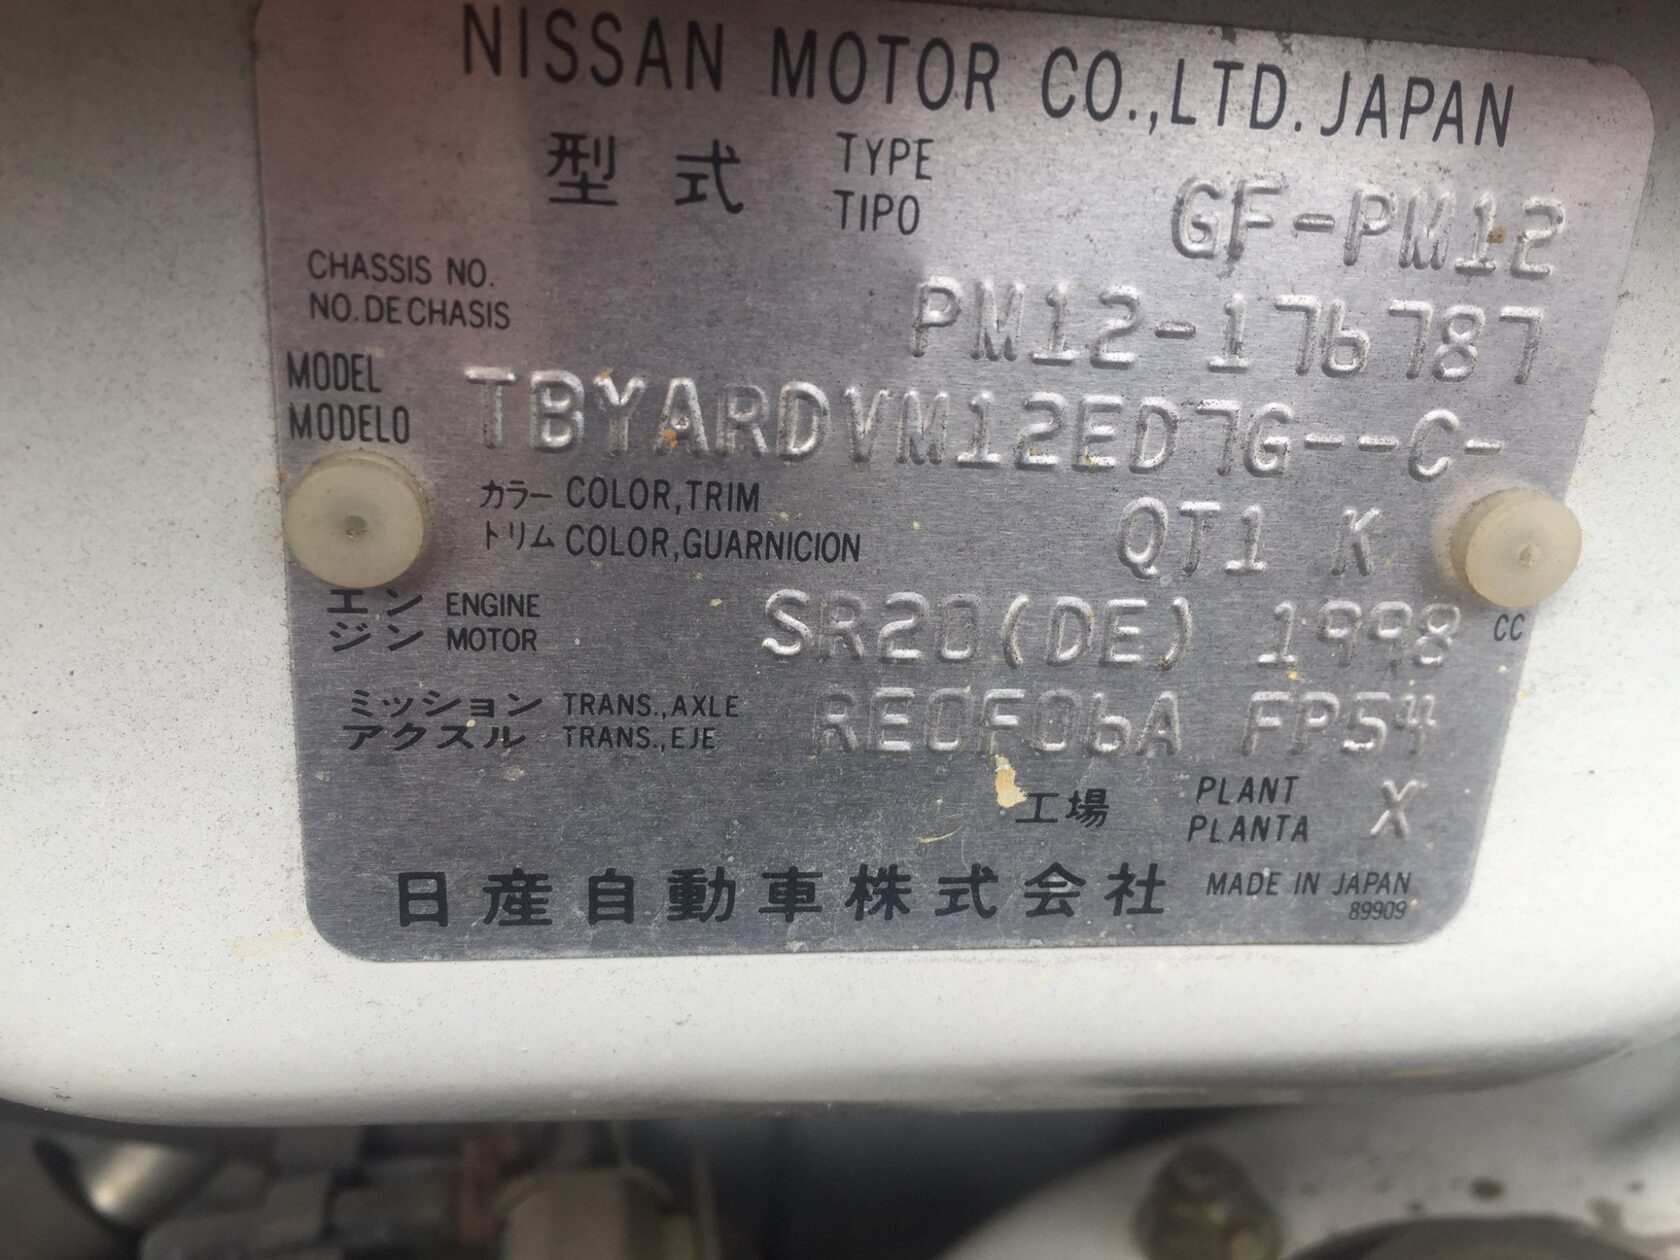 NISSAN MOTOR CO.,LTD. JAPAN
型式 TYPE GF-PM12
TIPO
CHASSIS NO. PM12-176787
NO. DE CHASIS
MODEL TBYARDVM12ED7G--C-
MODELO
カラー COLOR,TRIM QT1 K
トリム COLOR,GUARNICION
エン ENGINE SR20(DE) 1998 CC
ジン MOTOR
ミッション TRANS.,AXLE RE0F06A FP54
アクスル TRANS.,EJE
工場 PLANT X
PLANTA
日産自動車株式会社 MADE IN JAPAN
89909